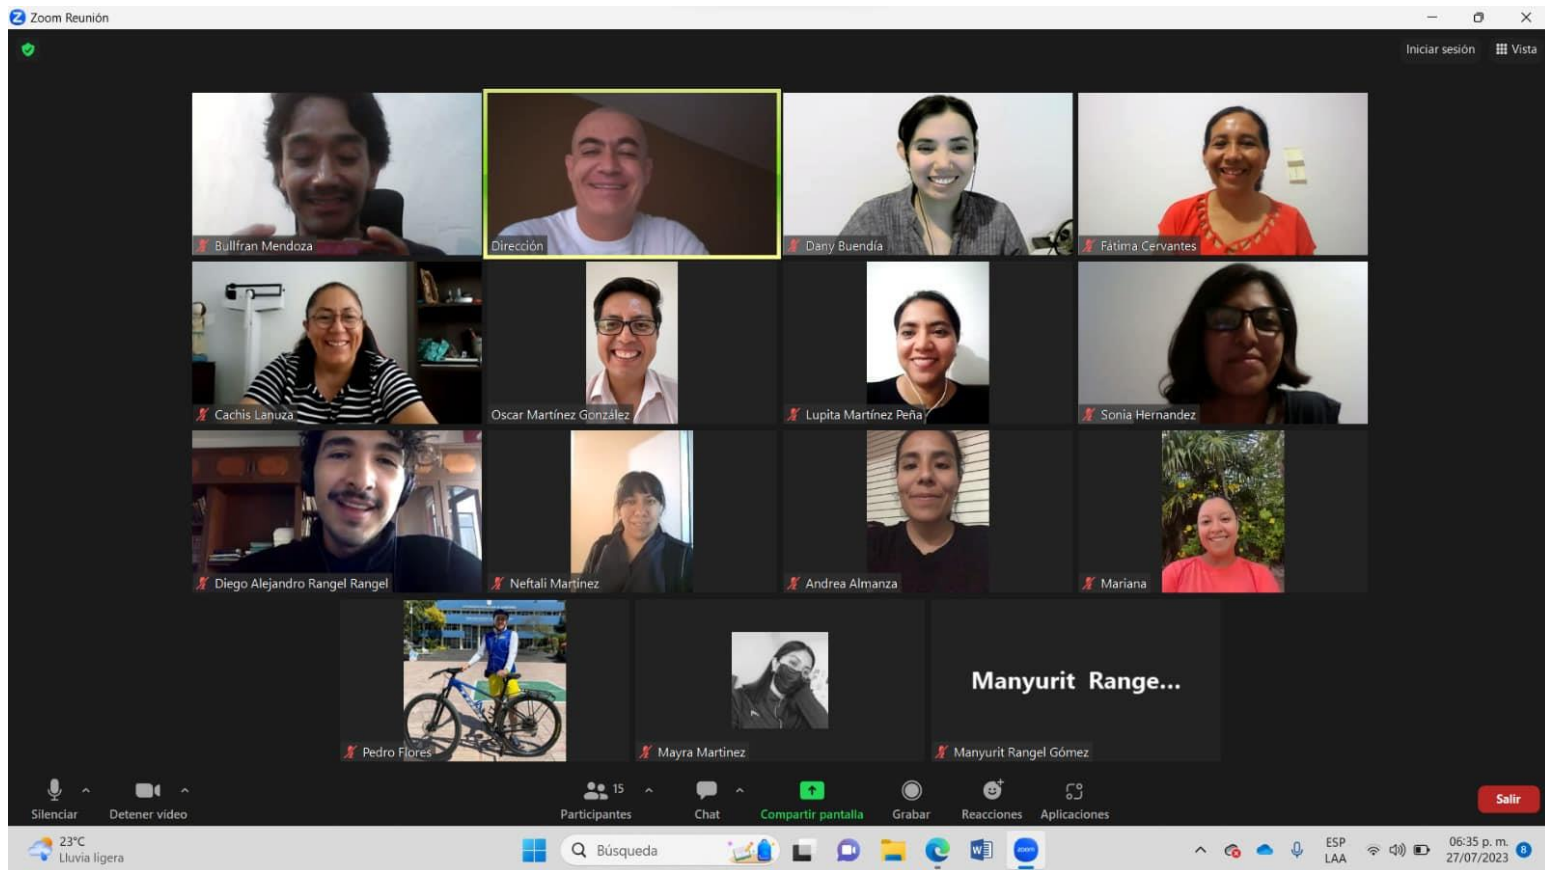 Zoom Reunión
Iniciar sesión
Vista
Bullfran Mendoza
Dirección
Dany Buendía
Fátima Cervantes
Cachis Lanuza
Oscar Martínez González
Lupita Martínez Peña
Sonia Hernandez
Diego Alejandro Rangel Rangel
Neftali Martinez
Andrea Almanza
Mariana
Manyurit Range...
Pedro Flores
Mayra Martinez
Manyurit Rangel Gómez
15
Silenciar
Detener vídeo
Participantes
Chat
Compartir pantalla
Grabar
Reacciones
Aplicaciones
Salir
23°C
Lluvia ligera
Búsqueda
zoom
ESP
LAA
06:35 p. m.
27/07/2023
8